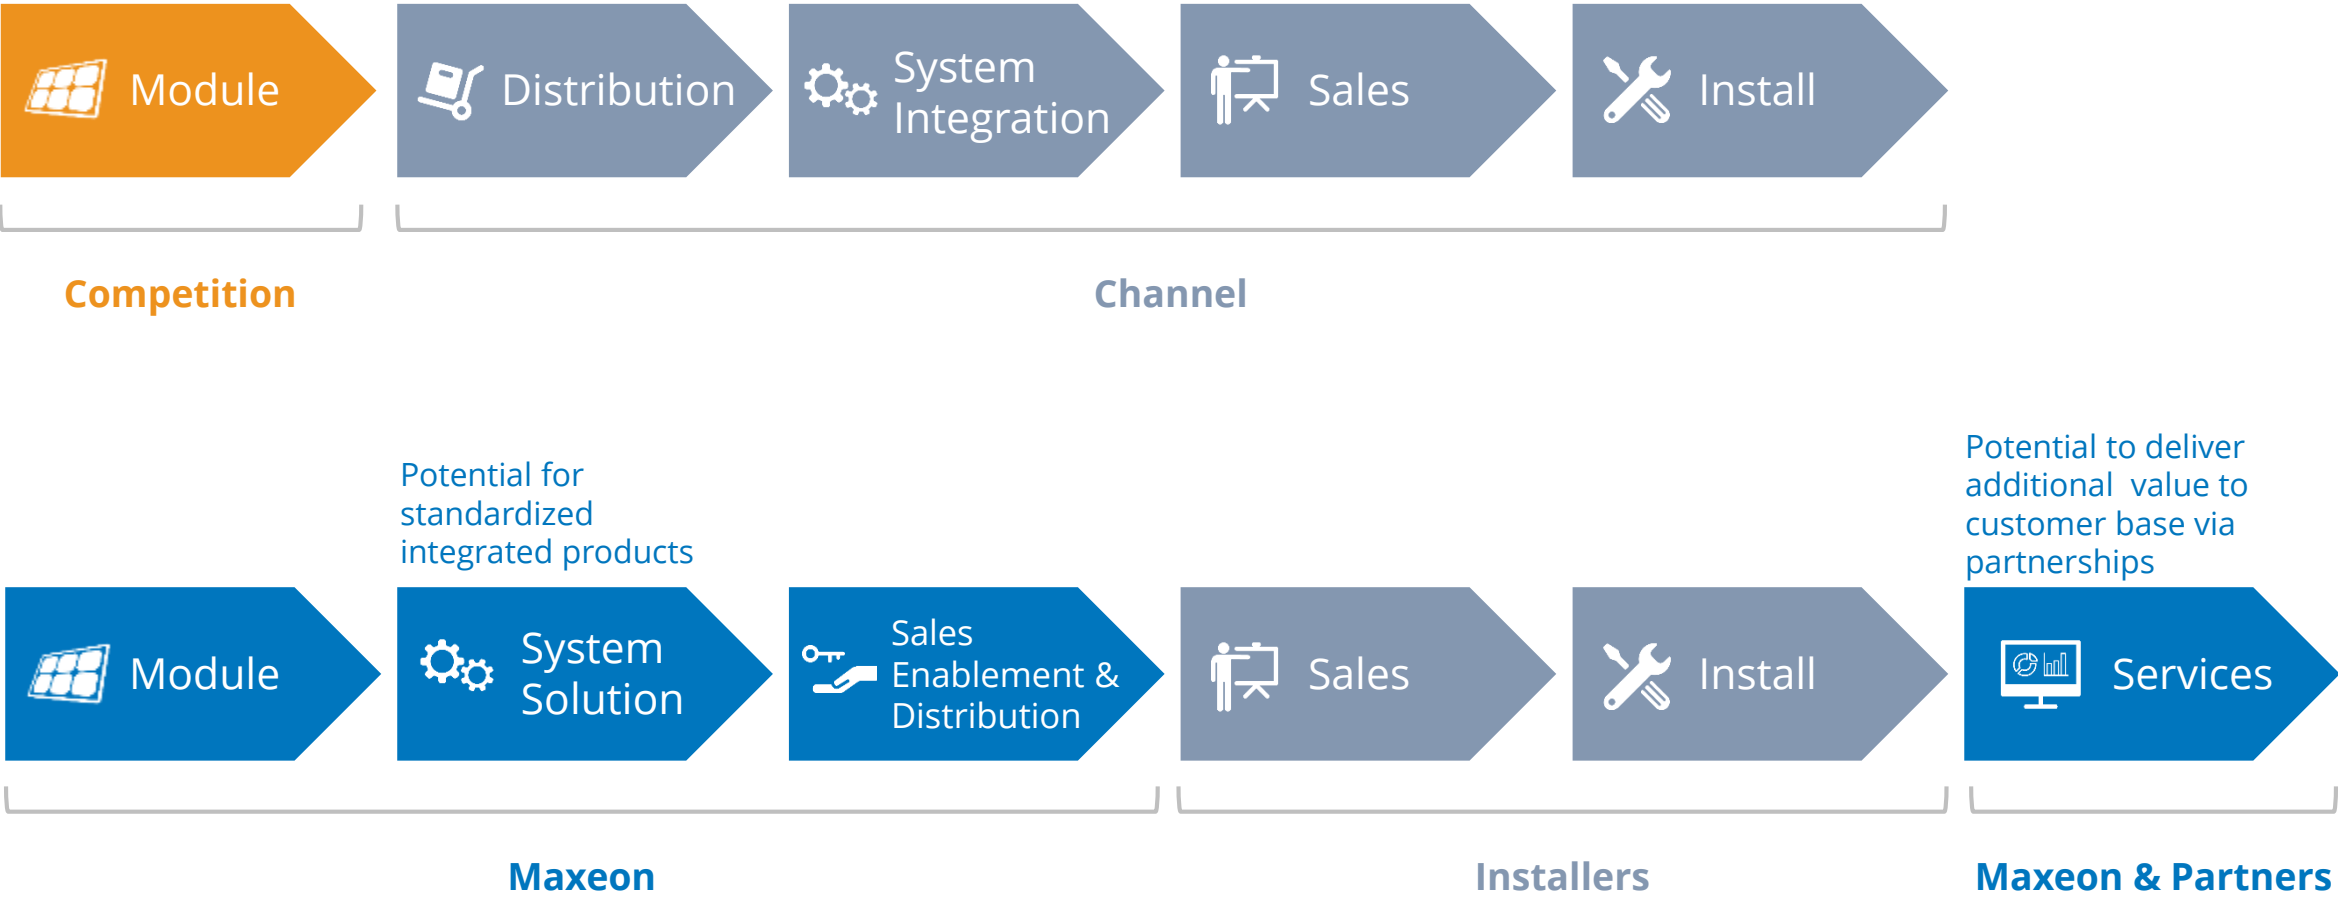 Module
Distribution
System
Integration
Sales
Install
Competition
Channel
Potential for
standardized
integrated products
Potential to deliver
additional  value to
customer base via
partnerships
Module
System
Solution
Sales
Enablement &
Distribution
Sales
Install
Services
Maxeon
Installers
Maxeon & Partners